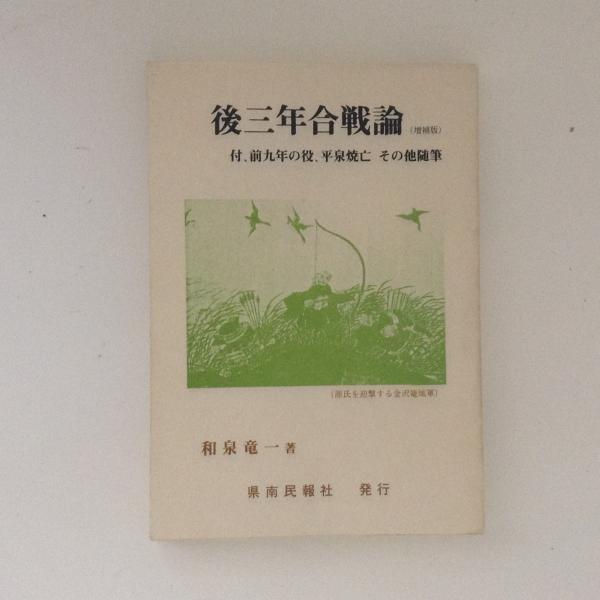 後三年合戦論 (増補版)
付、前九年の役、平泉焼亡 その他随筆
(源氏を迎撃する金沢篭城軍)
和泉竜一 著
県南民報社 発行